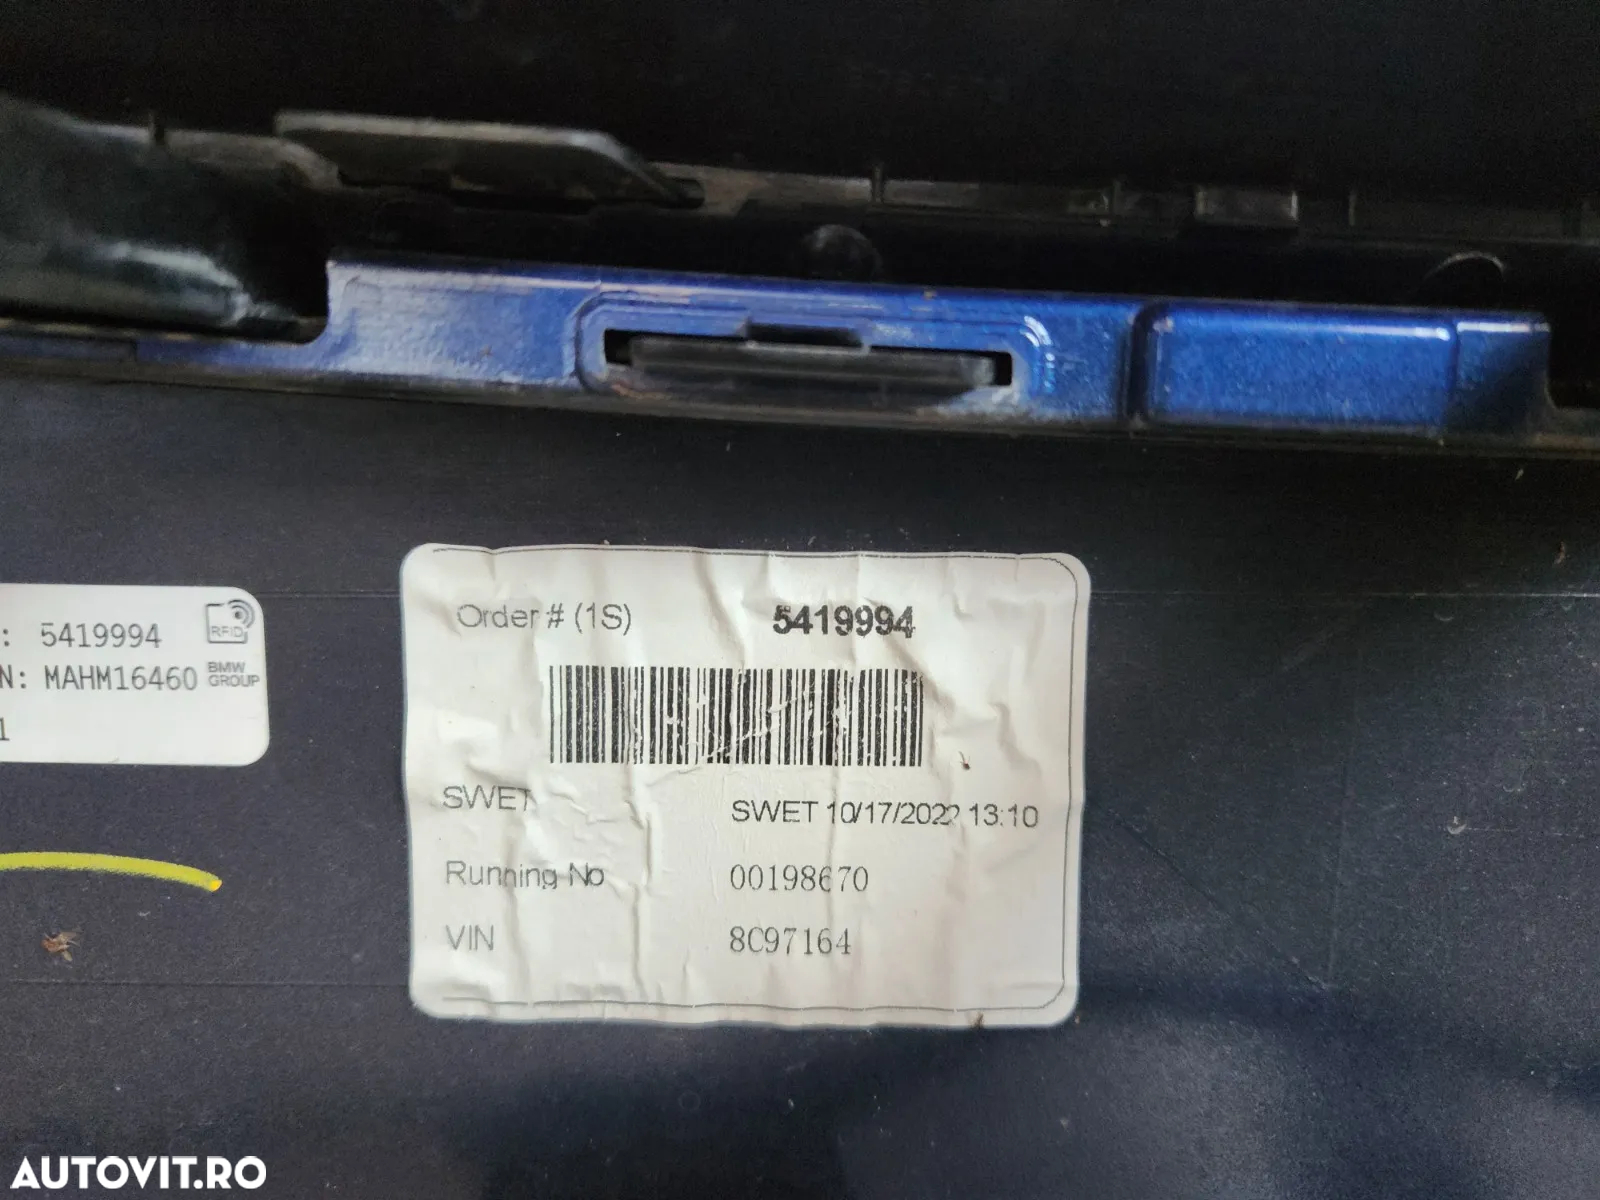 : 5419994
RFID
N: MAHM16460
BMW
GROUP
1
Order # (1S) 5419994
SWET SWET 10/17/2022 13:10
Running No 00198670
VIN 8C97164
AUTOVIT.RO